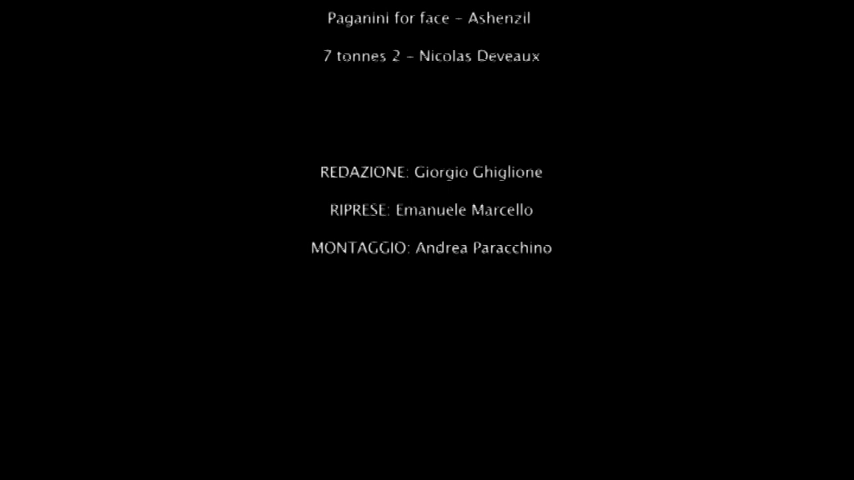 Paganini for face - Ashenzil
7 tonnes 2 - Nicolas Deveaux
REDAZIONE: Giorgio Ghiglione
RIPRESE: Emanuele Marcello
MONTAGGIO: Andrea Paracchino